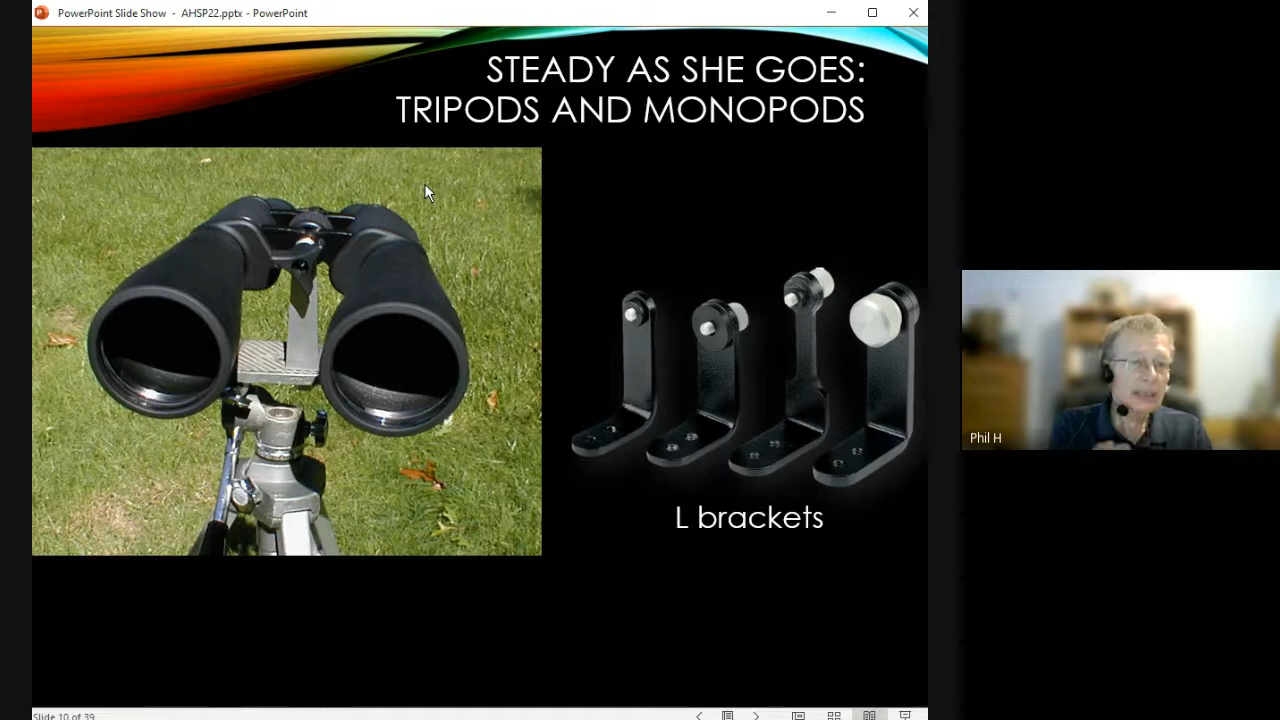 PowerPoint Slide Show - AHSP22.pptx - PowerPoint
STEADY AS SHE GOES:
TRIPODS AND MONOPODS
L brackets
Phil H
Slide 10 of 39